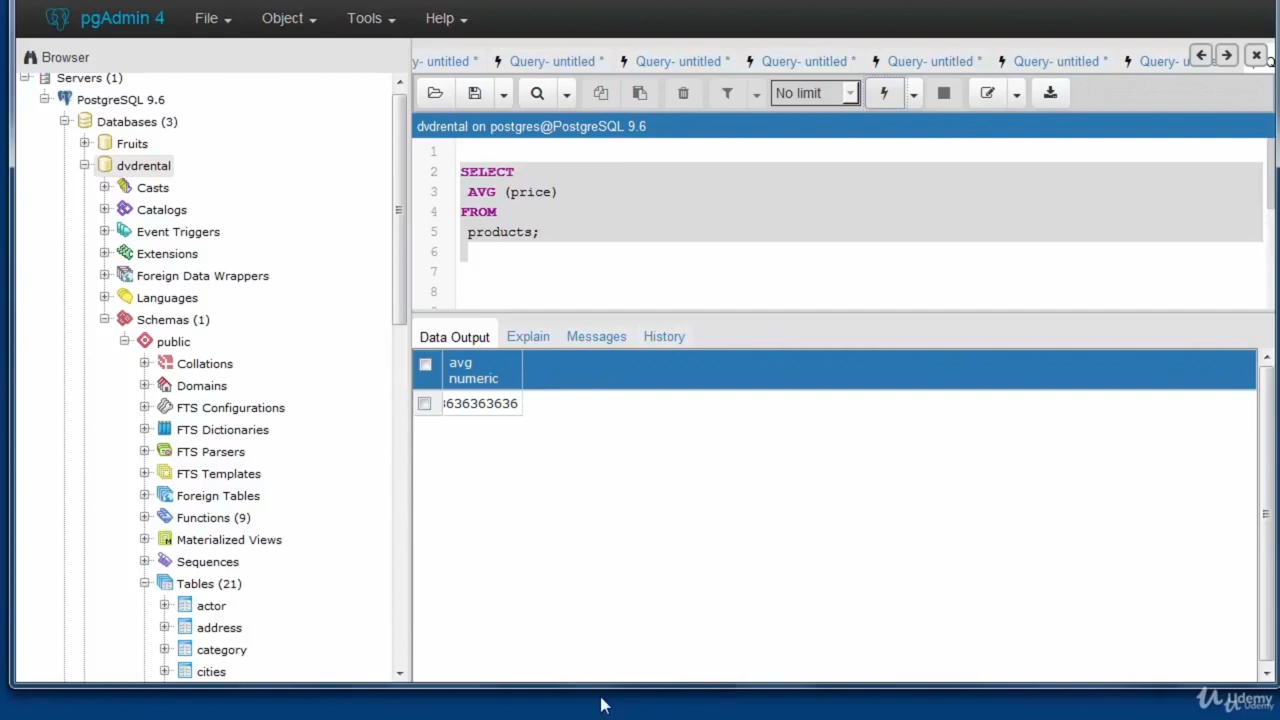 pgAdmin 4 File Object Tools Help
Browser
Servers (1)
PostgreSQL 9.6
Databases (3)
Fruits
dvdrental
Casts
Catalogs
Event Triggers
Extensions
Foreign Data Wrappers
Languages
Schemas (1)
public
Collations
Domains
FTS Configurations
FTS Dictionaries
FTS Parsers
FTS Templates
Foreign Tables
Functions (9)
Materialized Views
Sequences
Tables (21)
actor
address
category
cities
y- untitled * Query- untitled * Query- untitled * Query- untitled * Query- untitled * Query- untitled * Query- u
No limit
dvdrental on postgres@PostgreSQL 9.6
1
2 SELECT
3 AVG (price)
4 FROM
5 products;
6
7
8
Data Output Explain Messages History
avg
numeric
636363636
Udemy
Udemy